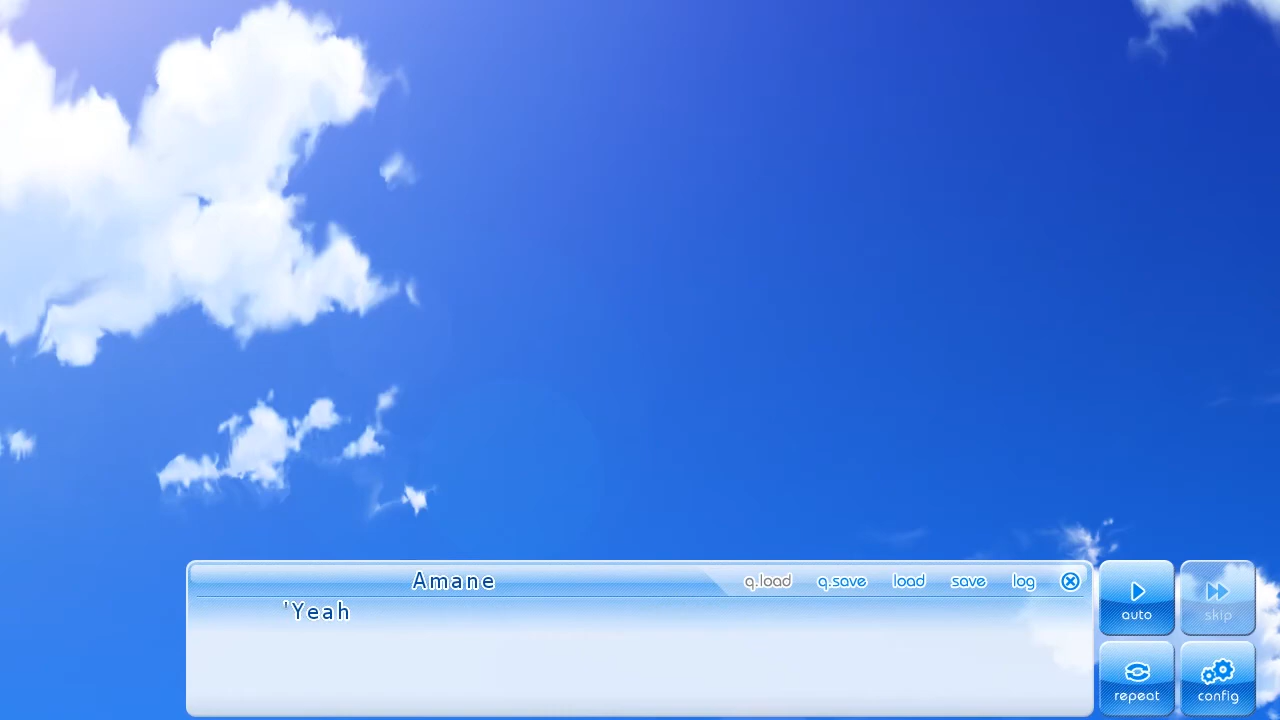 Amane
q.load q.save load save log
'Yeah
auto
skip
repeat
config